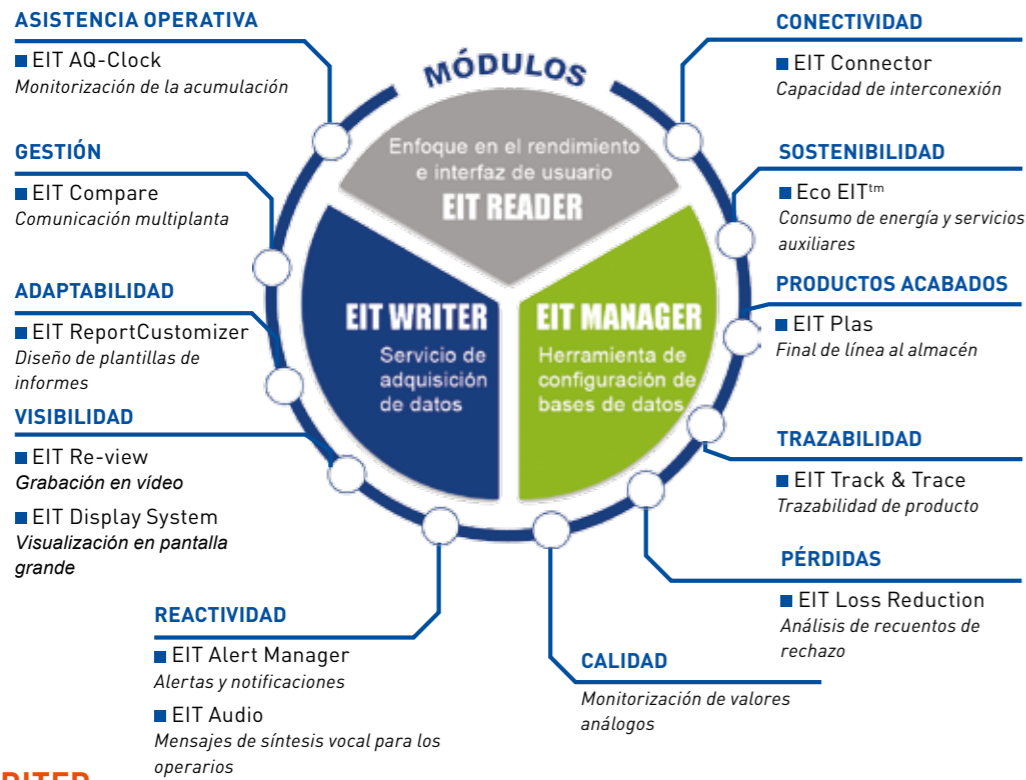 ASISTENCIA OPERATIVA
EIT AQ-Clock
Monitorización de la acumulación
GESTIÓN
EIT Compare
Comunicación multiplanta
ADAPTABILIDAD
EIT ReportCustomizer
Diseño de plantillas de
informes
VISIBILIDAD
EIT Re-view
Grabación en vídeo
EIT Display System
Visualización en pantalla
grande
REACTIVIDAD
EIT Alert Manager
Alertas y notificaciones
EIT Audio
Mensajes de síntesis vocal para los
operarios
MÓDULOS
Enfoque en el rendimiento
e interfaz de usuario
EIT READER
EIT WRITER
Servicio de
adquisición
de datos
EIT MANAGER
Herramienta de
configuración de
bases de datos
CONECTIVIDAD
EIT Connector
Capacidad de interconexión
SOSTENIBILIDAD
Eco EIT™
Consumo de energía y servicios
auxiliares
PRODUCTOS ACABADOS
EIT Plas
Final de línea al almacén
TRAZABILIDAD
EIT Track & Trace
Trazabilidad de producto
PÉRDIDAS
EIT Loss Reduction
Análisis de recuentos de
rechazo
CALIDAD
Monitorización de valores
análogos